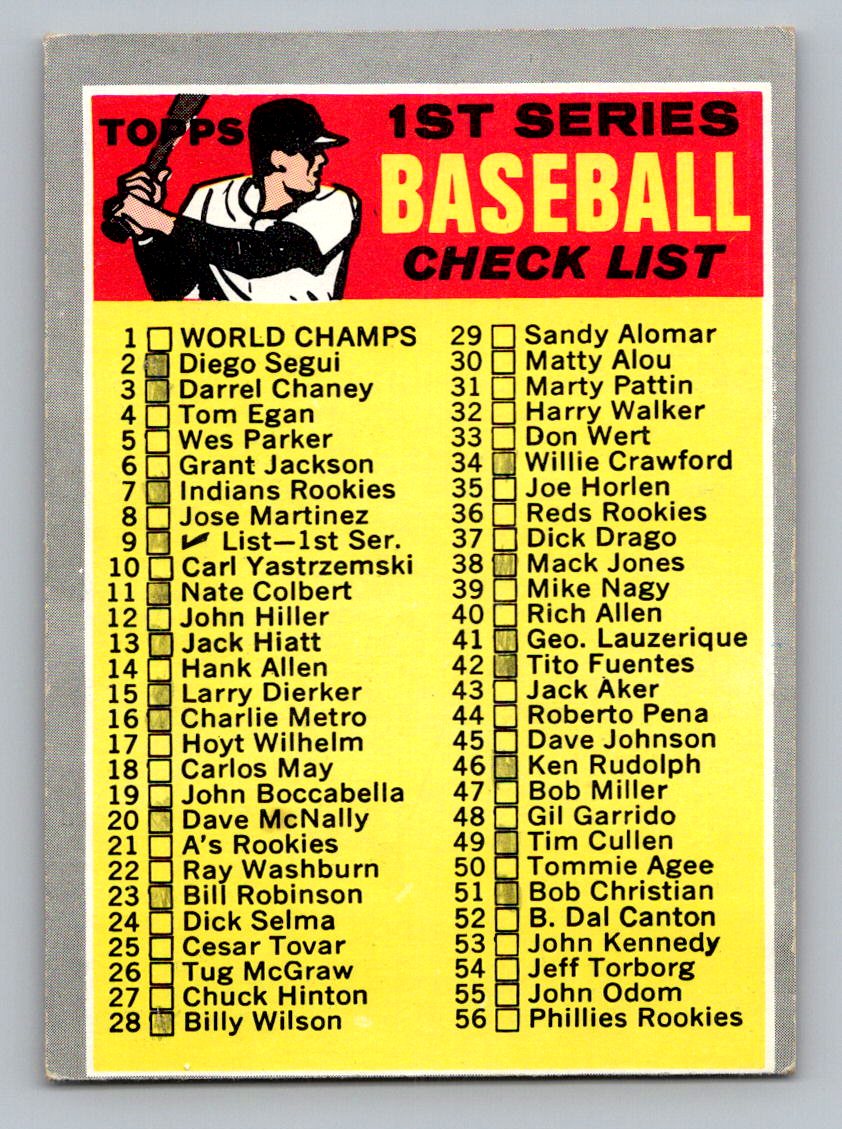 TOPPS
1ST SERIES
BASEBALL
CHECK LIST
1 WORLD CHAMPS
2 Diego Segui
3 Darrel Chaney
4 Tom Egan
5 Wes Parker
6 Grant Jackson
7 Indians Rookies
8 Jose Martinez
9 ✔ List—1st Ser.
10 Carl Yastrzemski
11 Nate Colbert
12 John Hiller
13 Jack Hiatt
14 Hank Allen
15 Larry Dierker
16 Charlie Metro
17 Hoyt Wilhelm
18 Carlos May
19 John Boccabella
20 Dave McNally
21 A's Rookies
22 Ray Washburn
23 Bill Robinson
24 Dick Selma
25 Cesar Tovar
26 Tug McGraw
27 Chuck Hinton
28 Billy Wilson
29 Sandy Alomar
30 Matty Alou
31 Marty Pattin
32 Harry Walker
33 Don Wert
34 Willie Crawford
35 Joe Horlen
36 Reds Rookies
37 Dick Drago
38 Mack Jones
39 Mike Nagy
40 Rich Allen
41 Geo. Lauzerique
42 Tito Fuentes
43 Jack Aker
44 Roberto Pena
45 Dave Johnson
46 Ken Rudolph
47 Bob Miller
48 Gil Garrido
49 Tim Cullen
50 Tommie Agee
51 Bob Christian
52 B. Dal Canton
53 John Kennedy
54 Jeff Torborg
55 John Odom
56 Phillies Rookies